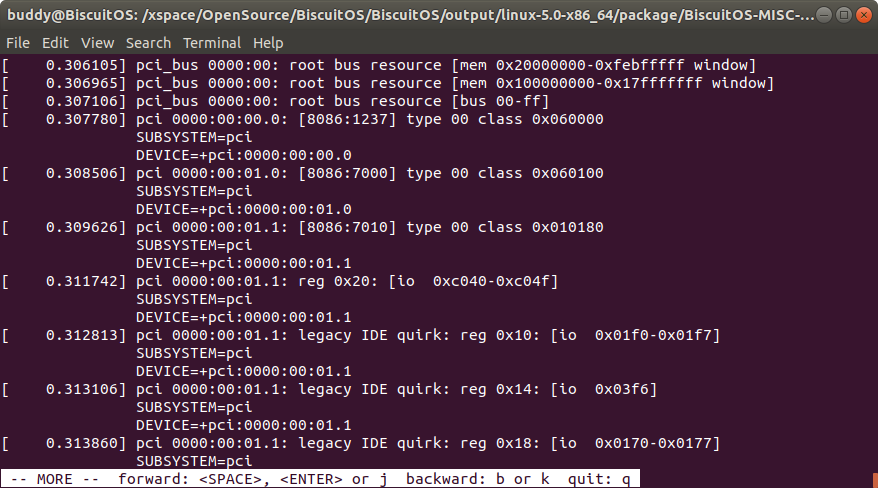 buddy@BiscuitOS: /xspace/OpenSource/BiscuitOS/BiscuitOS/output/linux-5.0-x86_64/package/BiscuitOS-MISC-...
File Edit View Search Terminal Help
[    0.306105] pci_bus 0000:00: root bus resource [mem 0x20000000-0xfebfffff window]
[    0.306965] pci_bus 0000:00: root bus resource [mem 0x100000000-0x17fffffff window]
[    0.307106] pci_bus 0000:00: root bus resource [bus 00-ff]
[    0.307780] pci 0000:00:00.0: [8086:1237] type 00 class 0x060000
               SUBSYSTEM=pci
               DEVICE=+pci:0000:00:00.0
[    0.308506] pci 0000:00:01.0: [8086:7000] type 00 class 0x060100
               SUBSYSTEM=pci
               DEVICE=+pci:0000:00:01.0
[    0.309626] pci 0000:00:01.1: [8086:7010] type 00 class 0x010180
               SUBSYSTEM=pci
               DEVICE=+pci:0000:00:01.1
[    0.311742] pci 0000:00:01.1: reg 0x20: [io  0xc040-0xc04f]
               SUBSYSTEM=pci
               DEVICE=+pci:0000:00:01.1
[    0.312813] pci 0000:00:01.1: legacy IDE quirk: reg 0x10: [io  0x01f0-0x01f7]
               SUBSYSTEM=pci
               DEVICE=+pci:0000:00:01.1
[    0.313106] pci 0000:00:01.1: legacy IDE quirk: reg 0x14: [io  0x03f6]
               SUBSYSTEM=pci
               DEVICE=+pci:0000:00:01.1
[    0.313860] pci 0000:00:01.1: legacy IDE quirk: reg 0x18: [io  0x0170-0x0177]
               SUBSYSTEM=pci
 -- MORE --  forward: <SPACE>, <ENTER> or j  backward: b or k  quit: q